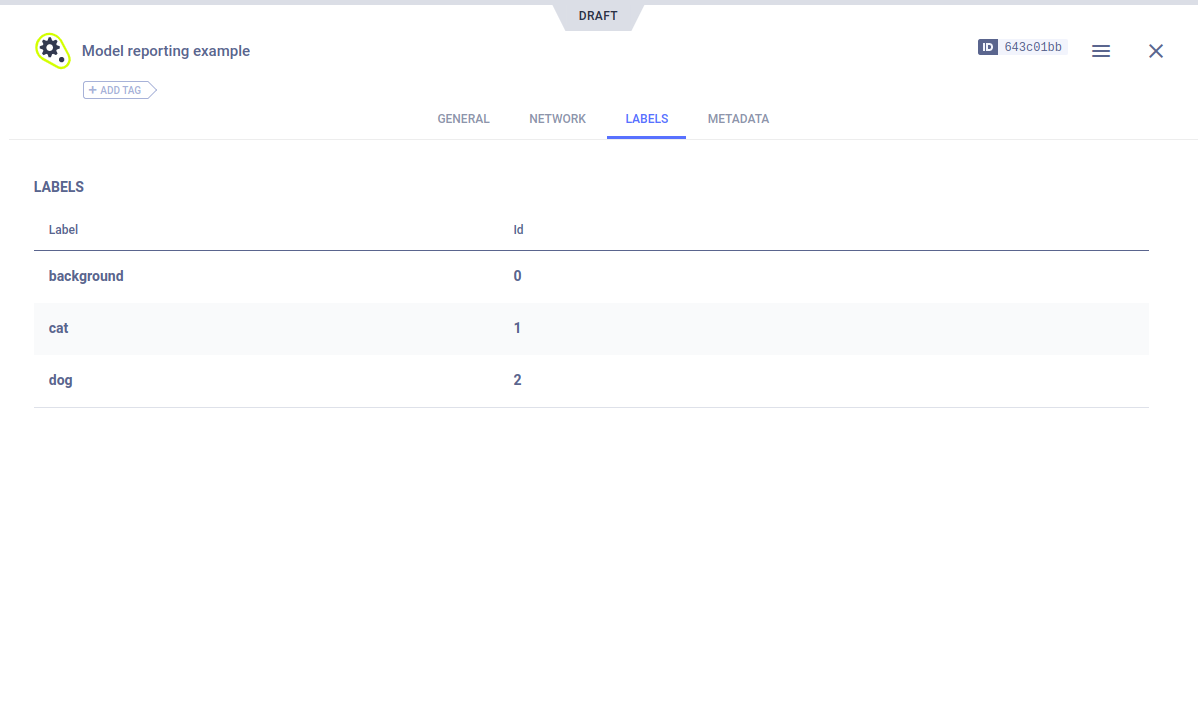 DRAFT
Model reporting example
ID 643c01bb
+ ADD TAG
GENERAL NETWORK LABELS METADATA
LABELS
Label Id
background 0
cat 1
dog 2